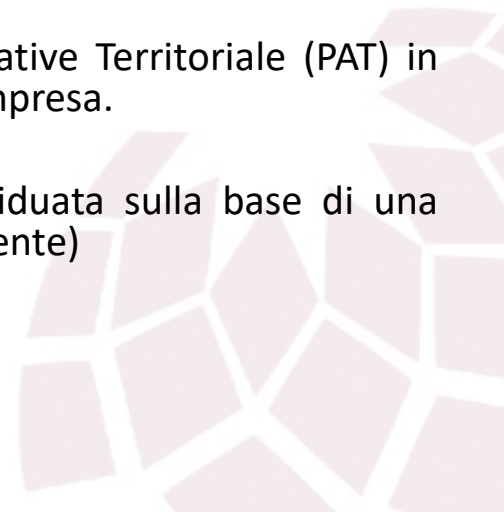 ative Territoriale (PAT) in
npresa.
iduata sulla base di una
ente)